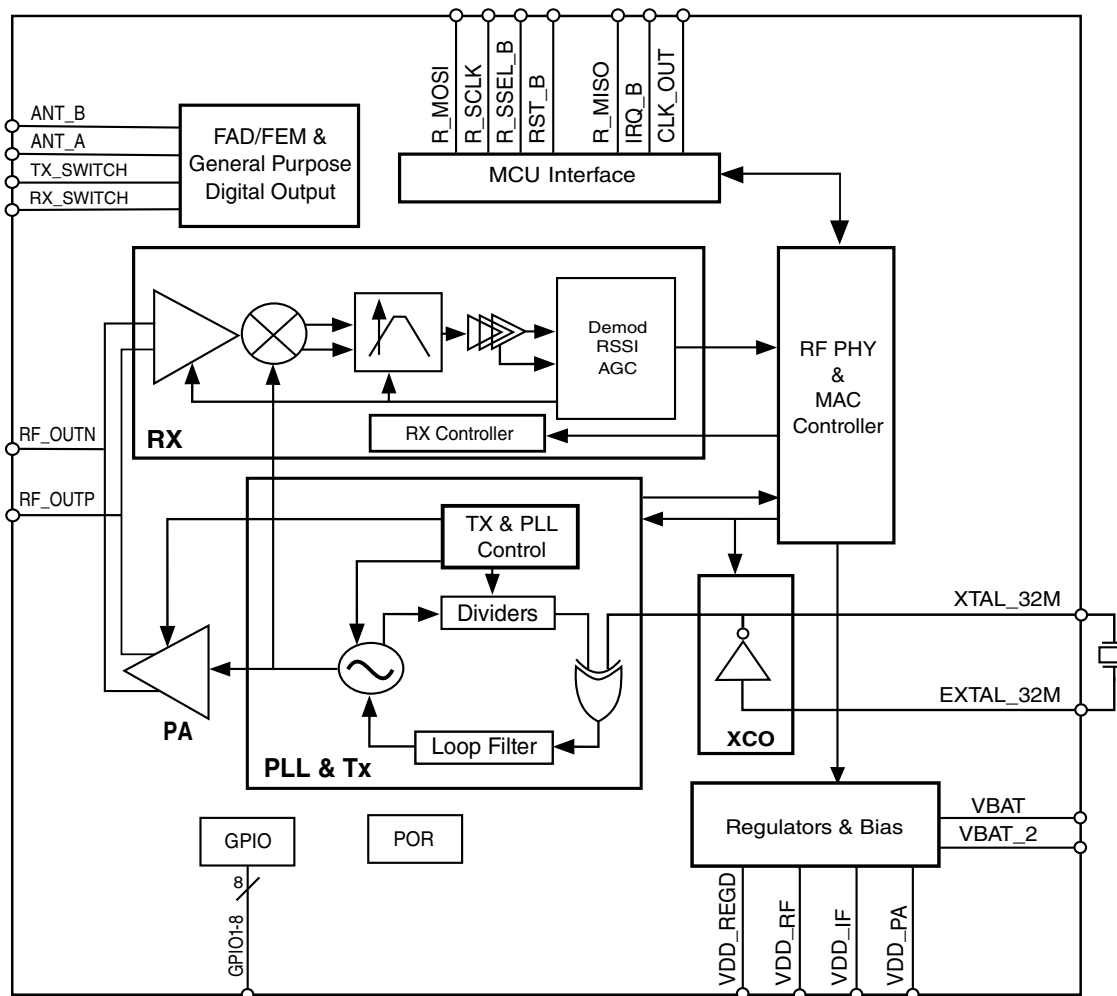 R_MOSI
R_SCLK
R_SSEL_B
RST_B
R_MISO
IRQ_B
CLK_OUT
ANT_B
ANT_A
TX_SWITCH
RX_SWITCH
FAD/FEM &
General Purpose
Digital Output
MCU Interface
Demod
RSSI
AGC
RF PHY
&
MAC
Controller
RX
RX Controller
RF_OUTN
RF_OUTP
TX & PLL
Control
Dividers
XTAL_32M
EXTAL_32M
PA
Loop Filter
XCO
PLL & Tx
Regulators & Bias
VBAT
VBAT_2
GPIO
POR
8
GPIO1-8
VDD_REGD
VDD_RF
VDD_IF
VDD_PA